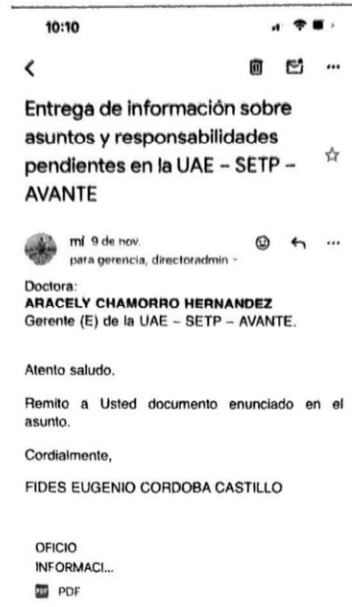 10:10
Entrega de información sobre
asuntos y responsabilidades
pendientes en la UAE – SETP –
AVANTE
mí 9 de nov.
para gerencia, directoradmin
Doctora:
ARACELY CHAMORRO HERNANDEZ
Gerente (E) de la UAE – SETP – AVANTE.
Atento saludo.
Remito a Usted documento enunciado en el
asunto.
Cordialmente,
FIDES EUGENIO CORDOBA CASTILLO
OFICIO
INFORMACI...
PDF PDF